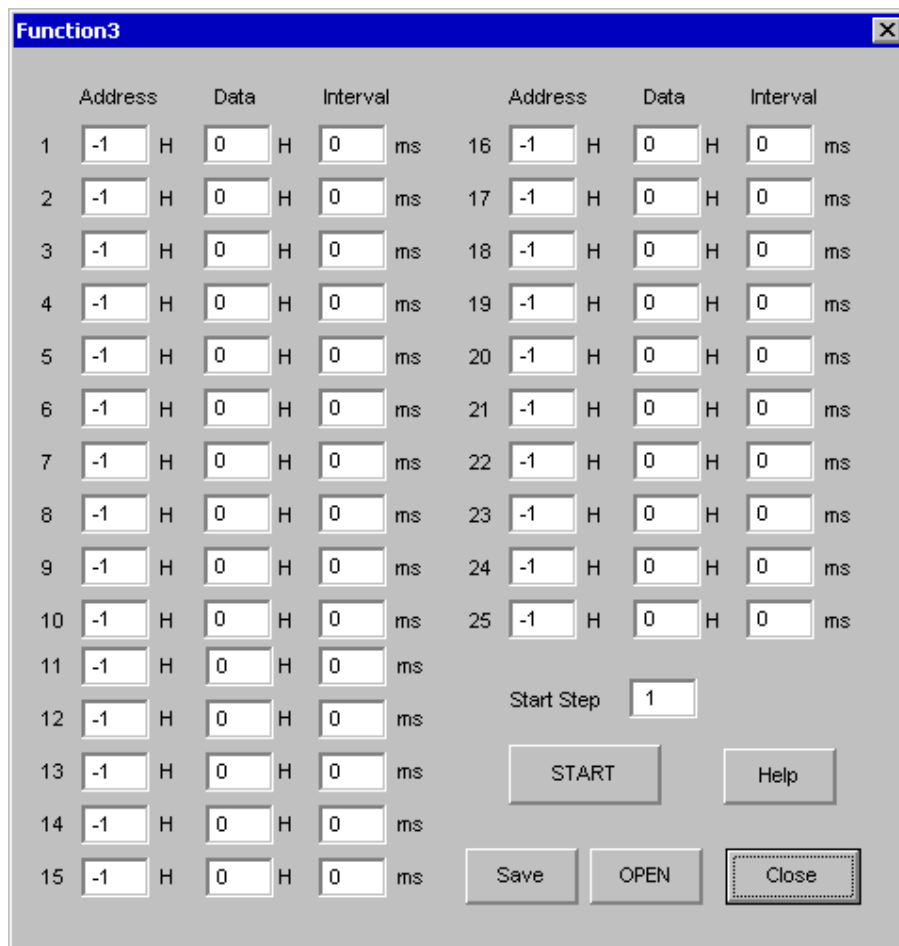 Function3
Address Data Interval Address Data Interval
1 -1 H 0 H 0 ms 16 -1 H 0 H 0 ms
2 -1 H 0 H 0 ms 17 -1 H 0 H 0 ms
3 -1 H 0 H 0 ms 18 -1 H 0 H 0 ms
4 -1 H 0 H 0 ms 19 -1 H 0 H 0 ms
5 -1 H 0 H 0 ms 20 -1 H 0 H 0 ms
6 -1 H 0 H 0 ms 21 -1 H 0 H 0 ms
7 -1 H 0 H 0 ms 22 -1 H 0 H 0 ms
8 -1 H 0 H 0 ms 23 -1 H 0 H 0 ms
9 -1 H 0 H 0 ms 24 -1 H 0 H 0 ms
10 -1 H 0 H 0 ms 25 -1 H 0 H 0 ms
11 -1 H 0 H 0 ms
12 -1 H 0 H 0 ms
13 -1 H 0 H 0 ms
14 -1 H 0 H 0 ms
15 -1 H 0 H 0 ms
Start Step 1
START Help
Save OPEN Close